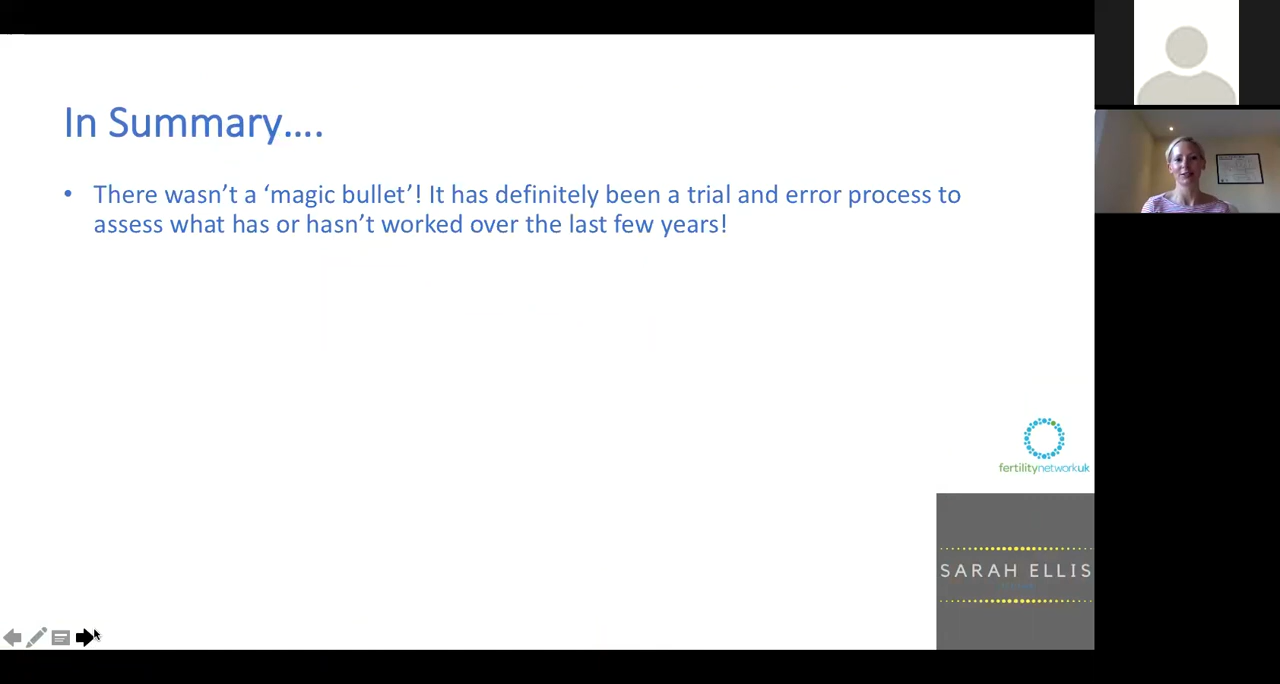 In Summary....
• There wasn’t a ‘magic bullet’! It has definitely been a trial and error process to
assess what has or hasn’t worked over the last few years!
fertilitynetworkuk
SARAH ELLIS